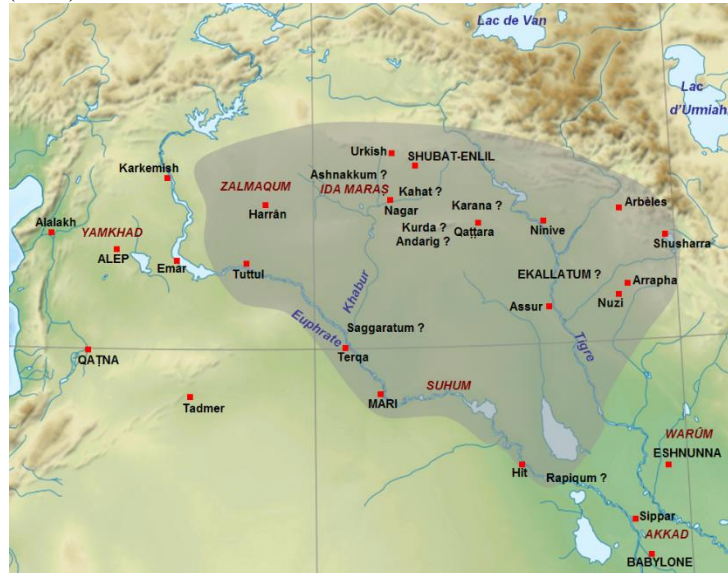 Lac de Van
Lac
d'Urmiah
Urkish
SHUBAT-ENLIL
Karkemish
Ashnakkum ?
ZALMAQUM
IDA MARAŞ
Kahat ?
Harrân
Nagar
Karana ?
Arbèles
Alalakh
YAMKHAD
Kurda ?
Qaṭṭara
Ninive
Shusharra
Andarig ?
ALEP
Emar
Tuttul
EKALLATUM ?
Khabur
Arrapha
Nuzi
Assur
Euphrate
Saggaratum ?
Tigre
QAṬNA
Terqa
Tadmer
MARI
SUHUM
WARÛM
ESHNUNNA
Hit
Rapiqum ?
Sippar
AKKAD
BABYLONE